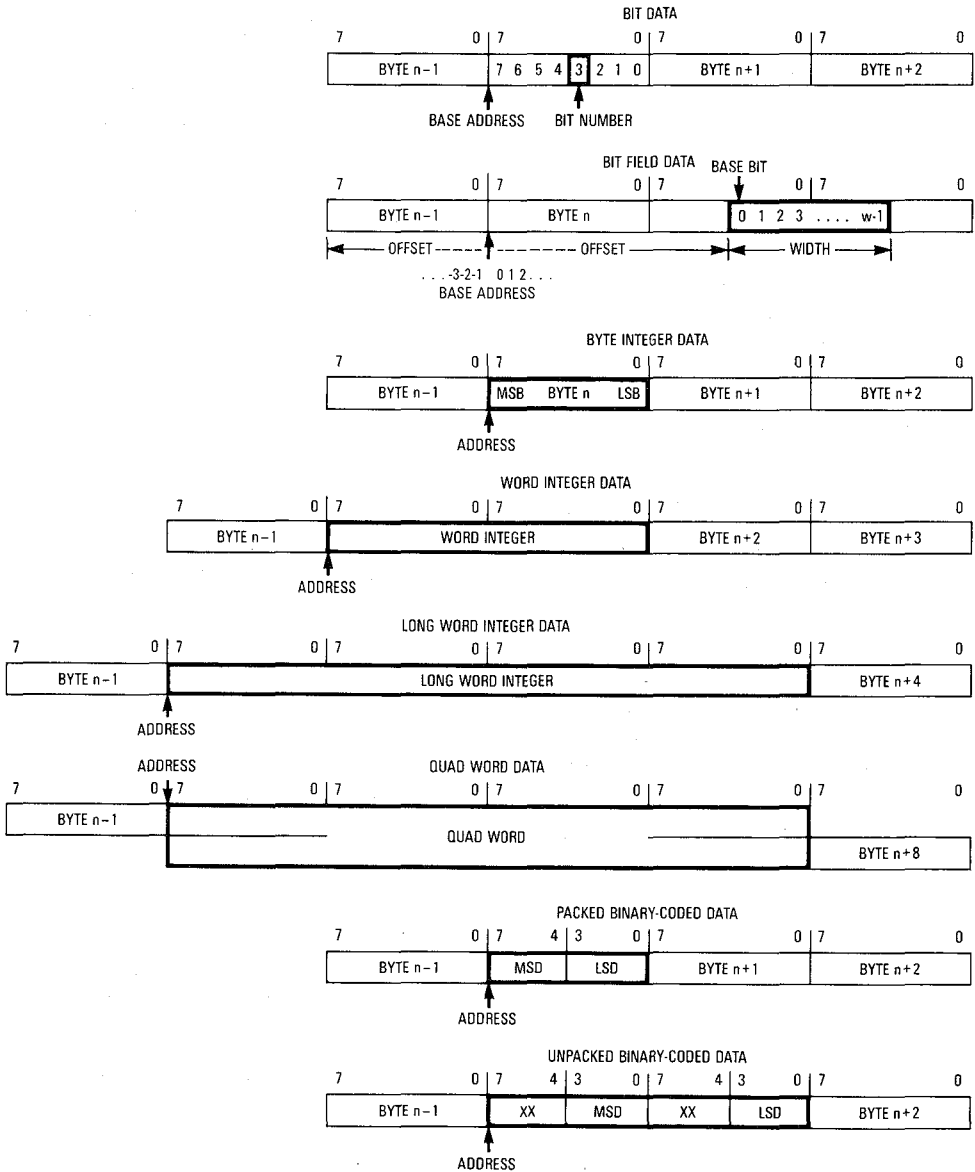 BIT DATA
7 0 7 0 7 0 7 0
BYTE n−1 7 6 5 4 3 2 1 0 BYTE n+1 BYTE n+2
BASE ADDRESS BIT NUMBER
BIT FIELD DATA BASE BIT
7 0 7 0 7 0 7 0
BYTE n−1 BYTE n 0 1 2 3 .... w-1
OFFSET OFFSET WIDTH
...-3-2-1 0 1 2...
BASE ADDRESS
BYTE INTEGER DATA
7 0 7 0 7 0 7 0
BYTE n−1 MSB BYTE n LSB BYTE n+1 BYTE n+2
ADDRESS
WORD INTEGER DATA
7 0 7 0 7 0 7 0 7 0
BYTE n−1 WORD INTEGER BYTE n+2 BYTE n+3
ADDRESS
LONG WORD INTEGER DATA
7 0 7 0 7 0 7 0 7 0 7 0
BYTE n−1 LONG WORD INTEGER BYTE n+4
ADDRESS
ADDRESS QUAD WORD DATA
7 0 7 0 7 0 7 0 7 0 7 0
BYTE n−1 QUAD WORD
BYTE n+8
PACKED BINARY-CODED DATA
7 0 7 4 3 0 7 0 7 0
BYTE n−1 MSD LSD BYTE n+1 BYTE n+2
ADDRESS
UNPACKED BINARY-CODED DATA
7 0 7 4 3 0 7 4 3 0 7 0
BYTE n−1 XX MSD XX LSD BYTE n+2
ADDRESS